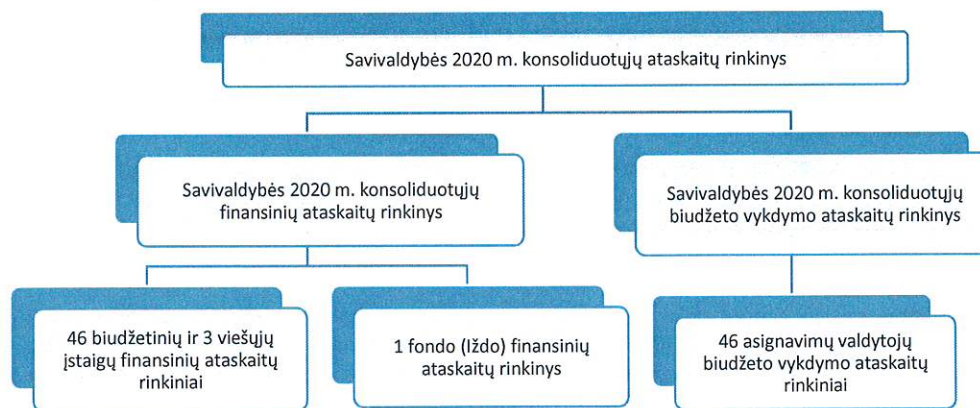 Savivaldybės 2020 m. konsoliduotųjų ataskaitų rinkinys
Savivaldybės 2020 m. konsoliduotųjų
finansinių ataskaitų rinkinys
Savivaldybės 2020 m. konsoliduotųjų
biudžeto vykdymo ataskaitų rinkinys
46 biudžetinių ir 3 viešųjų
įstaigų finansinių ataskaitų
rinkiniai
1 fondo (Iždo) finansinių
ataskaitų rinkinys
46 asignavimų valdytojų
biudžeto vykdymo ataskaitų
rinkiniai